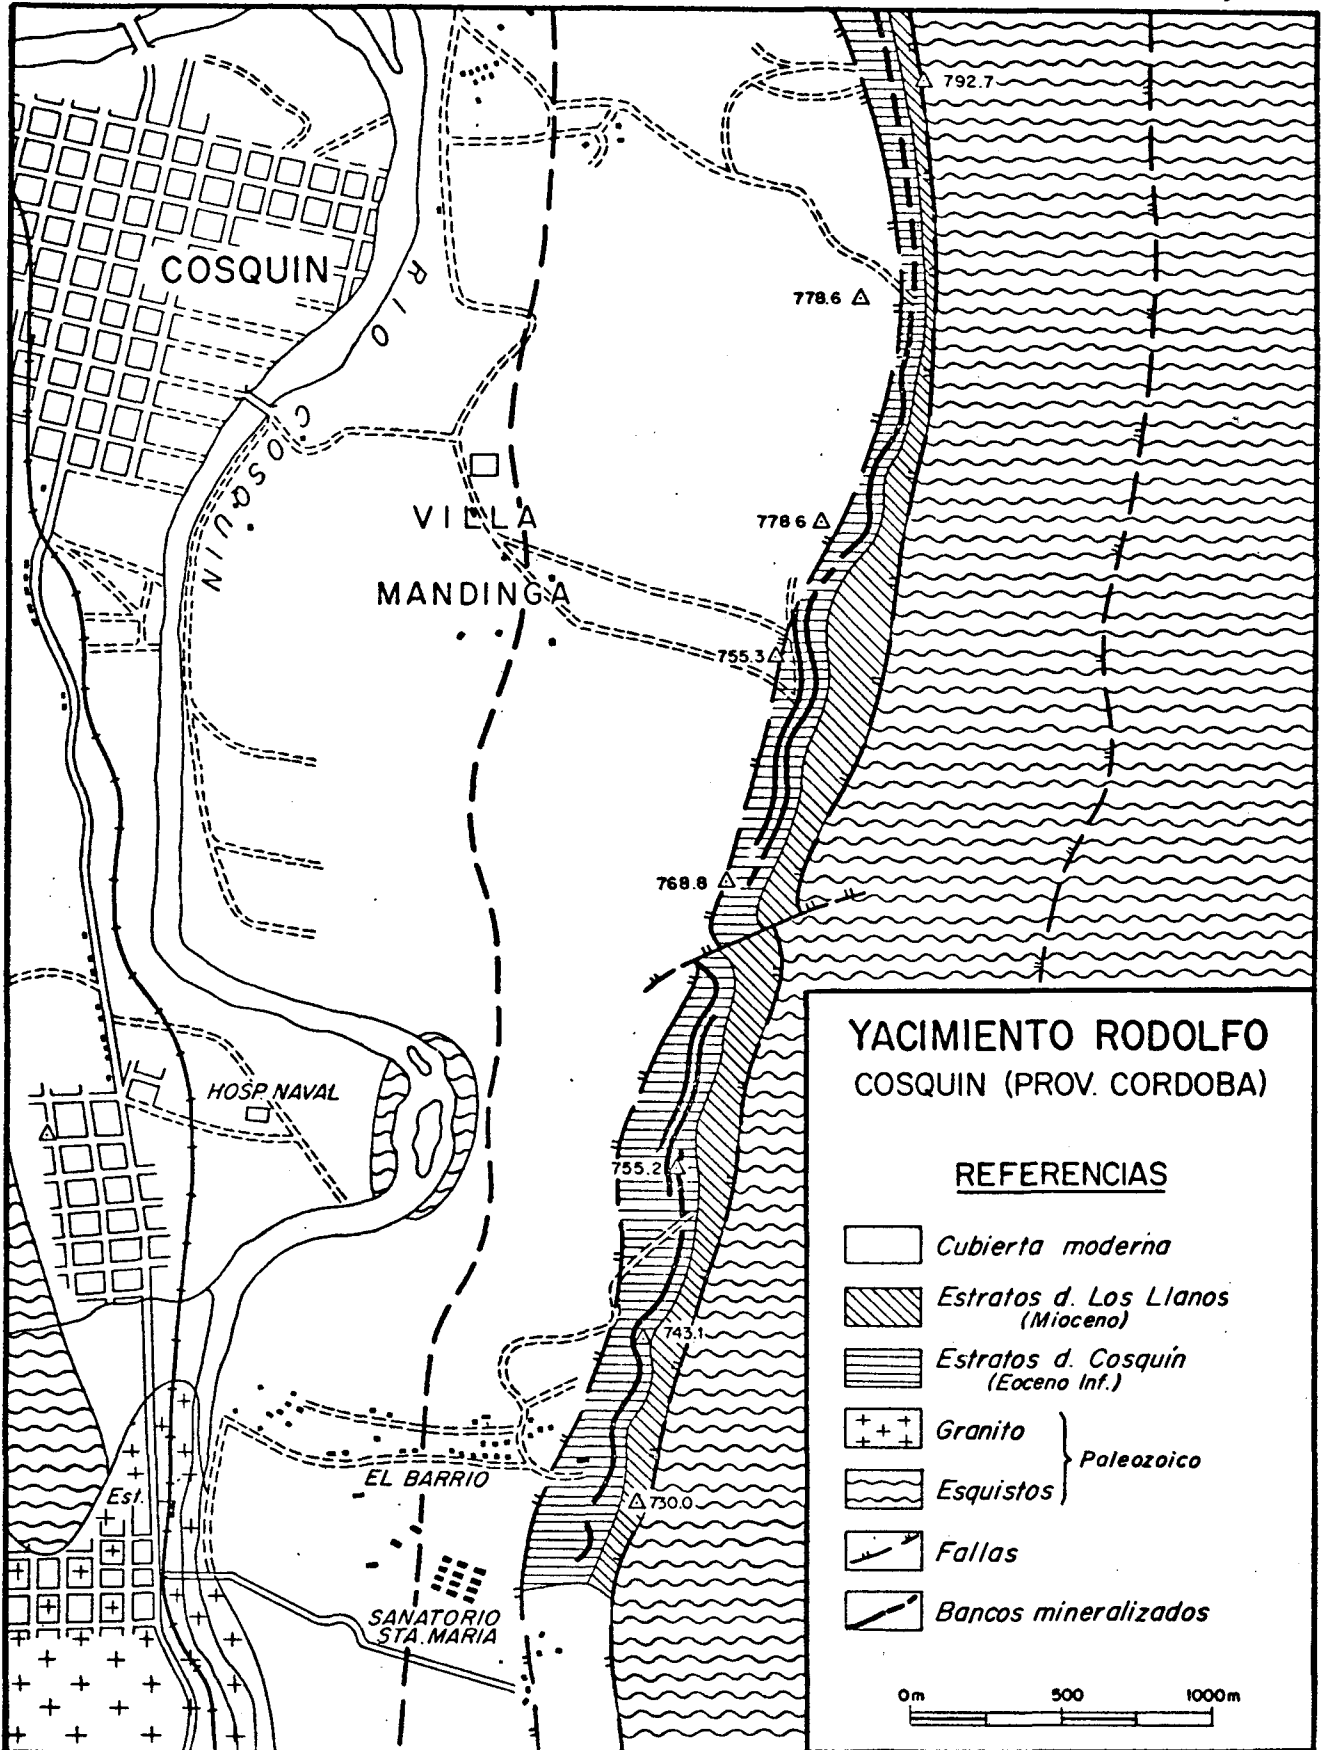 792.7
COSQUIN
RIO
778.6
COSQUIN
VILLA
778.6
MANDINGA
755.3
768.8
HOSP. NAVAL
755.2
743.1
EL BARRIO
Est.
730.0
SANATORIO
STA. MARIA
YACIMIENTO RODOLFO
COSQUIN (PROV. CORDOBA)
REFERENCIAS
Cubierta moderna
Estratos d. Los Llanos
(Mioceno)
Estratos d. Cosquín
(Eoceno Inf.)
Granito
Paleozoico
Esquistos
Fallas
Bancos mineralizados
0m 500 1000m